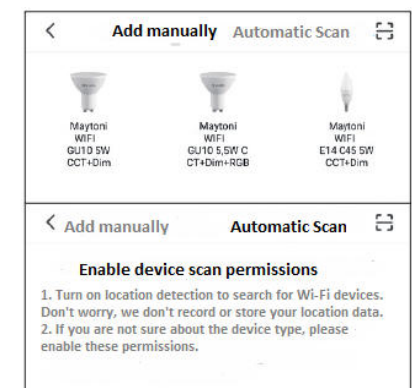 Add manually Automatic Scan
Maytoni
WIFI
GU10 5W
CCT+Dim
Maytoni
WIFI
GU10 5,5W C
CT+Dim+RGB
Maytoni
WIFI
E14 C45 5W
CCT+Dim
Add manually Automatic Scan
Enable device scan permissions
1. Turn on location detection to search for Wi-Fi devices.
Don't worry, we don't record or store your location data.
2. If you are not sure about the device type, please
enable these permissions.